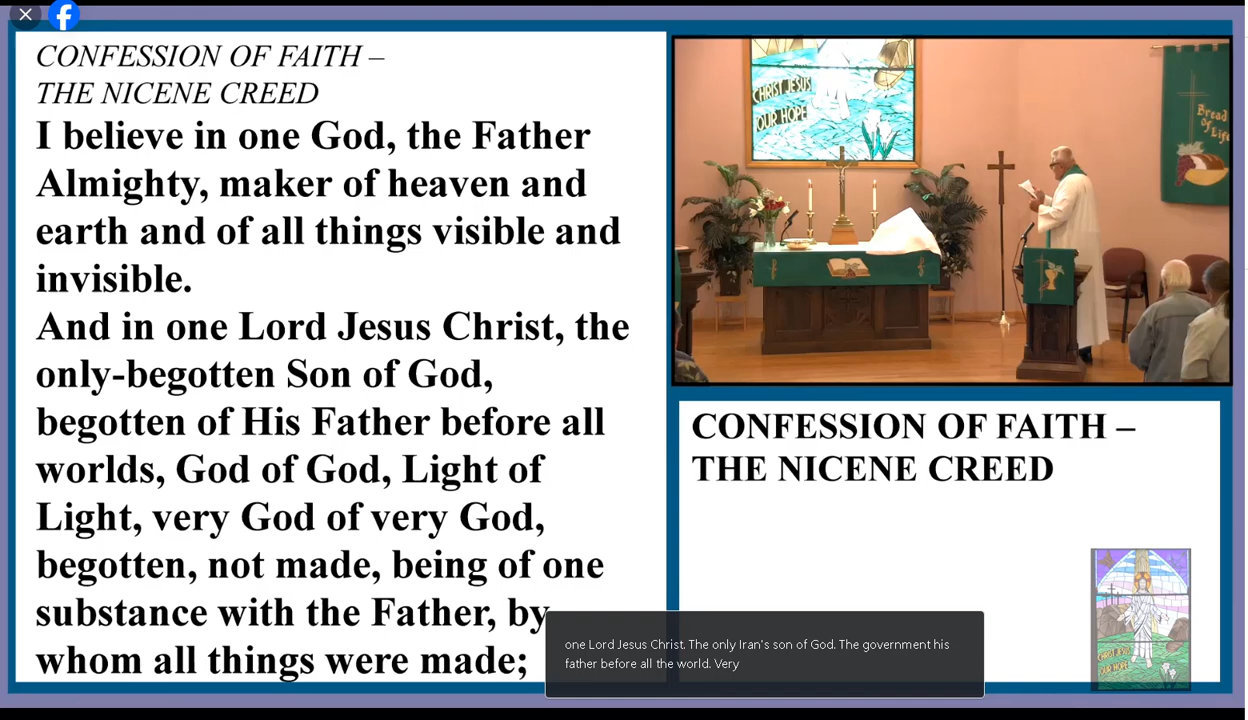 CONFESSION OF FAITH –
THE NICENE CREED
I believe in one God, the Father
Almighty, maker of heaven and
earth and of all things visible and
invisible.
And in one Lord Jesus Christ, the
only-begotten Son of God,
begotten of His Father before all
worlds, God of God, Light of
Light, very God of very God,
begotten, not made, being of one
substance with the Father, by
whom all things were made;
CHRIST JESUS
OUR HOPE
Bread
of Life
CONFESSION OF FAITH –
THE NICENE CREED
one Lord Jesus Christ. The only Iran's son of God. The government his
father before all the world. Very
CHRIST JESUS
OUR HOPE